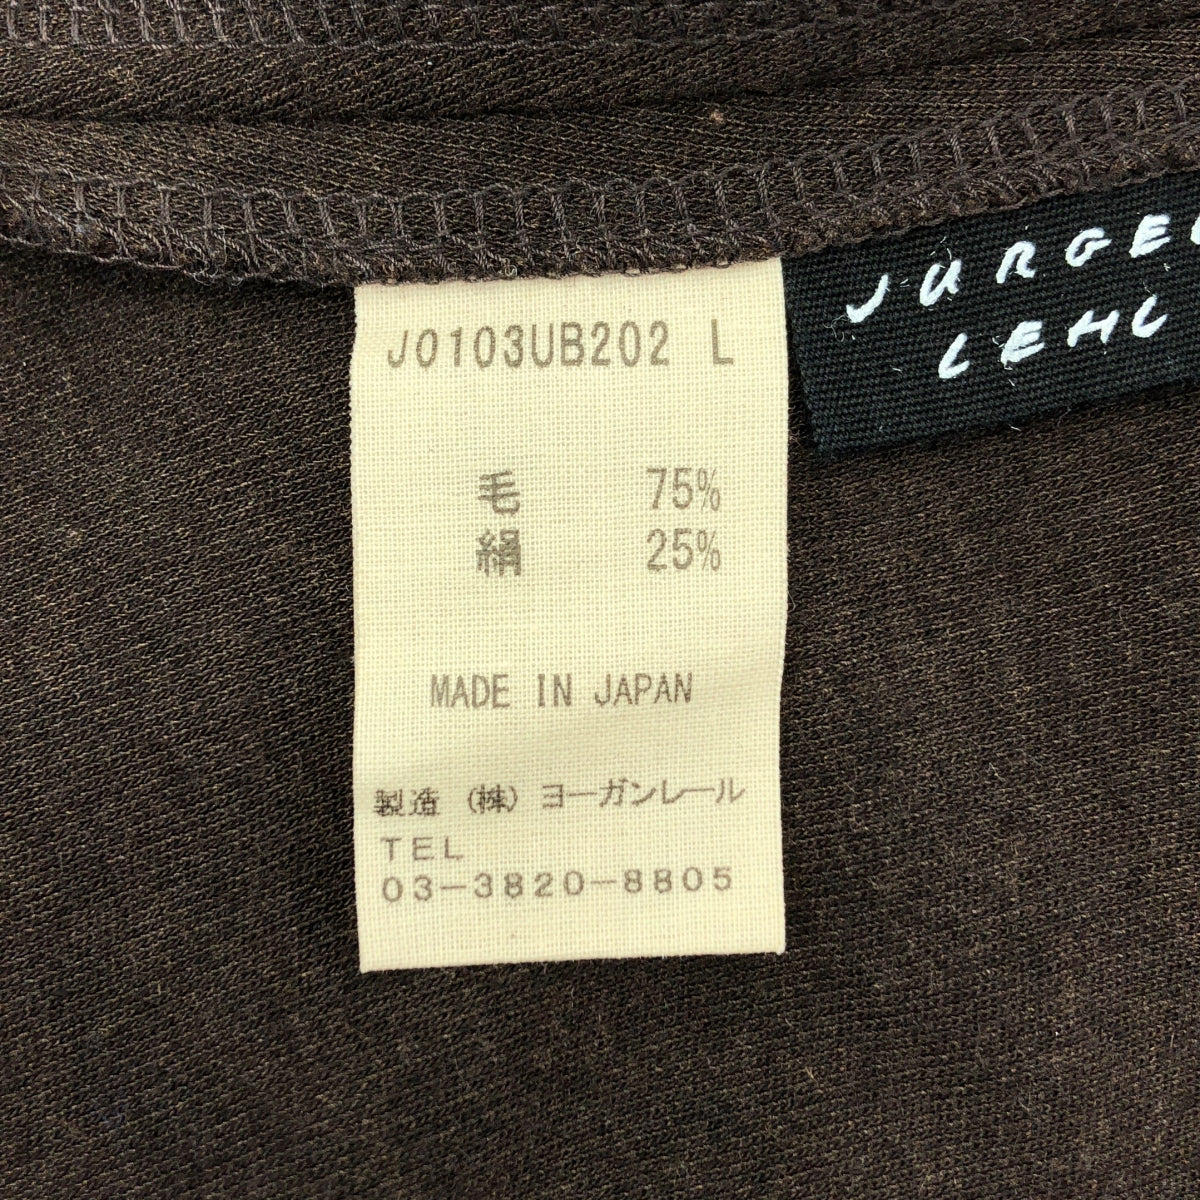 JURGE
LEHL
J0103UB202 L
毛 75%
絹 25%
MADE IN JAPAN
製造 (株) ヨーガンレール
TEL
03-3820-8805